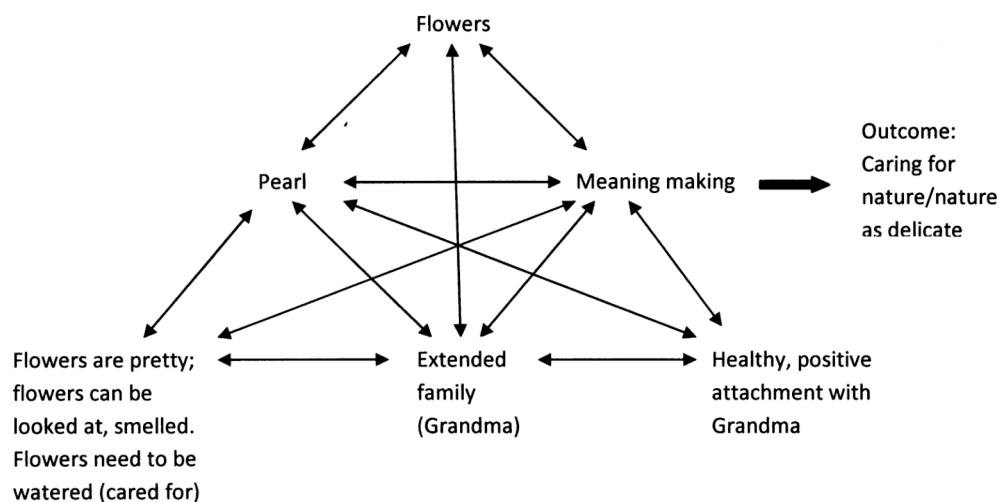 Flowers
Pearl
Meaning making
Outcome:
Caring for
nature/nature
as delicate
Flowers are pretty;
flowers can be
looked at, smelled.
Flowers need to be
watered (cared for)
Extended
family
(Grandma)
Healthy, positive
attachment with
Grandma